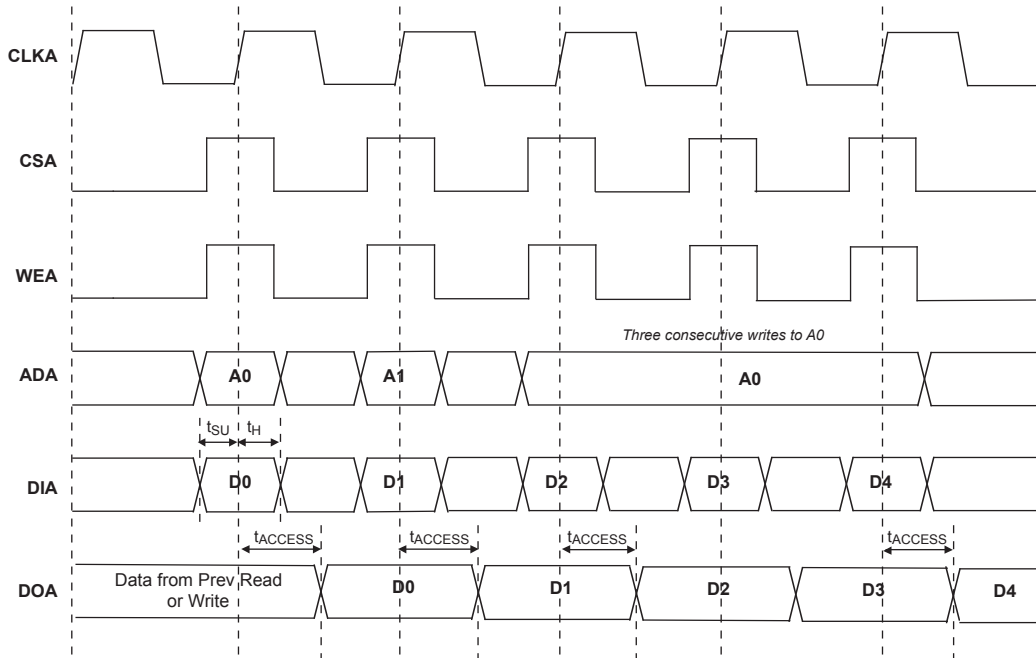 CLKA
CSA
WEA
Three consecutive writes to A0
ADA
A0
A1
A0
tSU
tH
DIA
D0
D1
D2
D3
D4
tACCESS
tACCESS
tACCESS
tACCESS
DOA
Data from Prev Read
or Write
D0
D1
D2
D3
D4